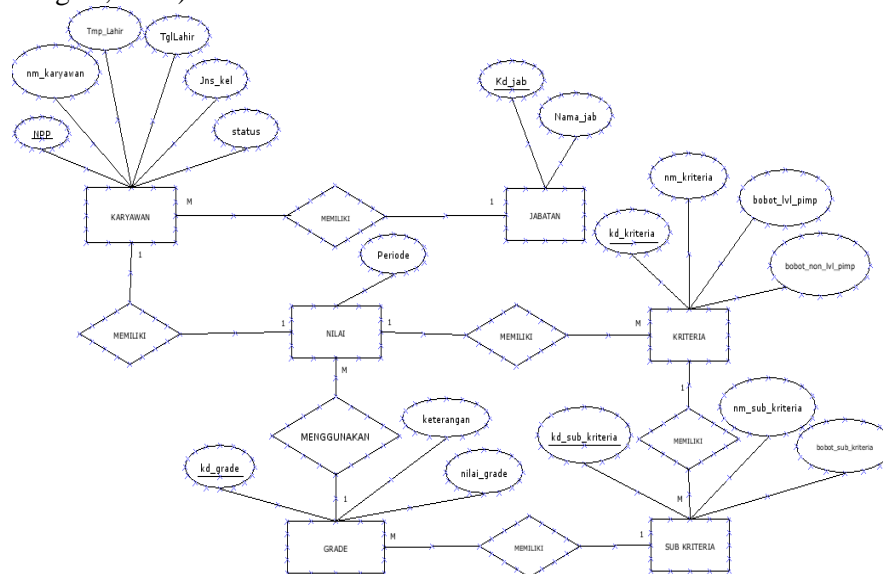 Tmp_Lahir
TglLahir
nm_karyawan
Jns_kel
NPP
status
Kd_jab
Nama_jab
KARYAWAN
M
MEMILIKI
1
JABATAN
nm_kriteria
bobot_lvl_pimp
kd_kriteria
bobot_non_lvl_pimp
1
Periode
MEMILIKI
1
NILAI
1
MEMILIKI
M
KRITERIA
M
1
MENGGUNAKAN
keterangan
kd_grade
nilai_grade
1
nm_sub_kriteria
kd_sub_kriteria
MEMILIKI
bobot_sub_kriteria
M
GRADE
M
MEMILIKI
1
SUB KRITERIA